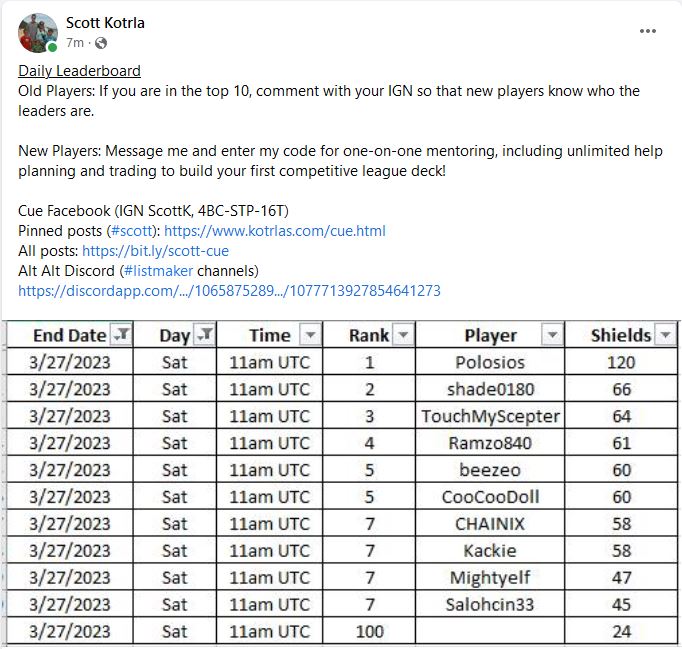 Scott Kotrla
7m ·
Daily Leaderboard
Old Players: If you are in the top 10, comment with your IGN so that new players know who the
leaders are.
New Players: Message me and enter my code for one-on-one mentoring, including unlimited help
planning and trading to build your first competitive league deck!
Cue Facebook (IGN ScottK, 4BC-STP-16T)
Pinned posts (#scott): https://www.kotrlas.com/cue.html
All posts: https://bit.ly/scott-cue
Alt Alt Discord (#listmaker channels)
https://discordapp.com/.../1065875289.../1077713927854641273
End Date Day Time Rank Player Shields
3/27/2023 Sat 11am UTC 1 Polosios 120
3/27/2023 Sat 11am UTC 2 shade0180 66
3/27/2023 Sat 11am UTC 3 TouchMyScepter 64
3/27/2023 Sat 11am UTC 4 Ramzo840 61
3/27/2023 Sat 11am UTC 5 beezeo 60
3/27/2023 Sat 11am UTC 5 CooCooDoll 60
3/27/2023 Sat 11am UTC 7 CHAINIX 58
3/27/2023 Sat 11am UTC 7 Kackie 58
3/27/2023 Sat 11am UTC 7 Mightyelf 47
3/27/2023 Sat 11am UTC 7 Salohcin33 45
3/27/2023 Sat 11am UTC 100 24